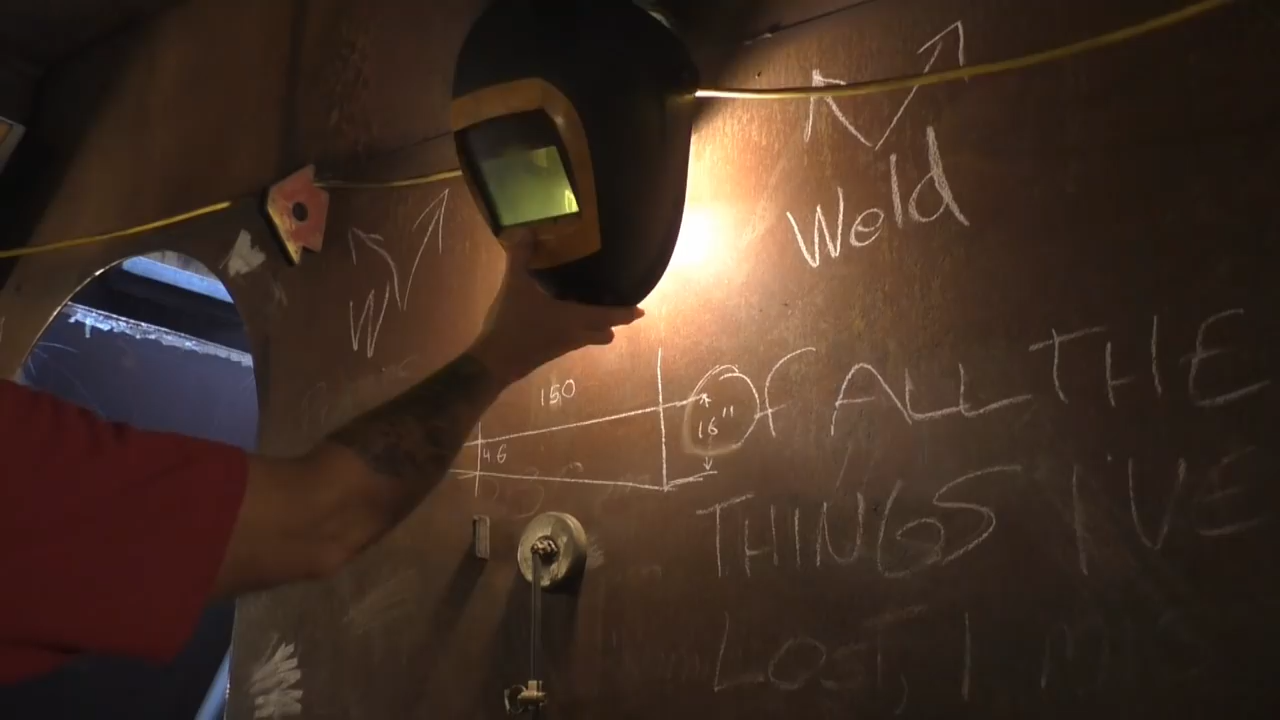 Weld
W
150
16"
46
OF ALL THE
THINGS I'VE
LOST, I